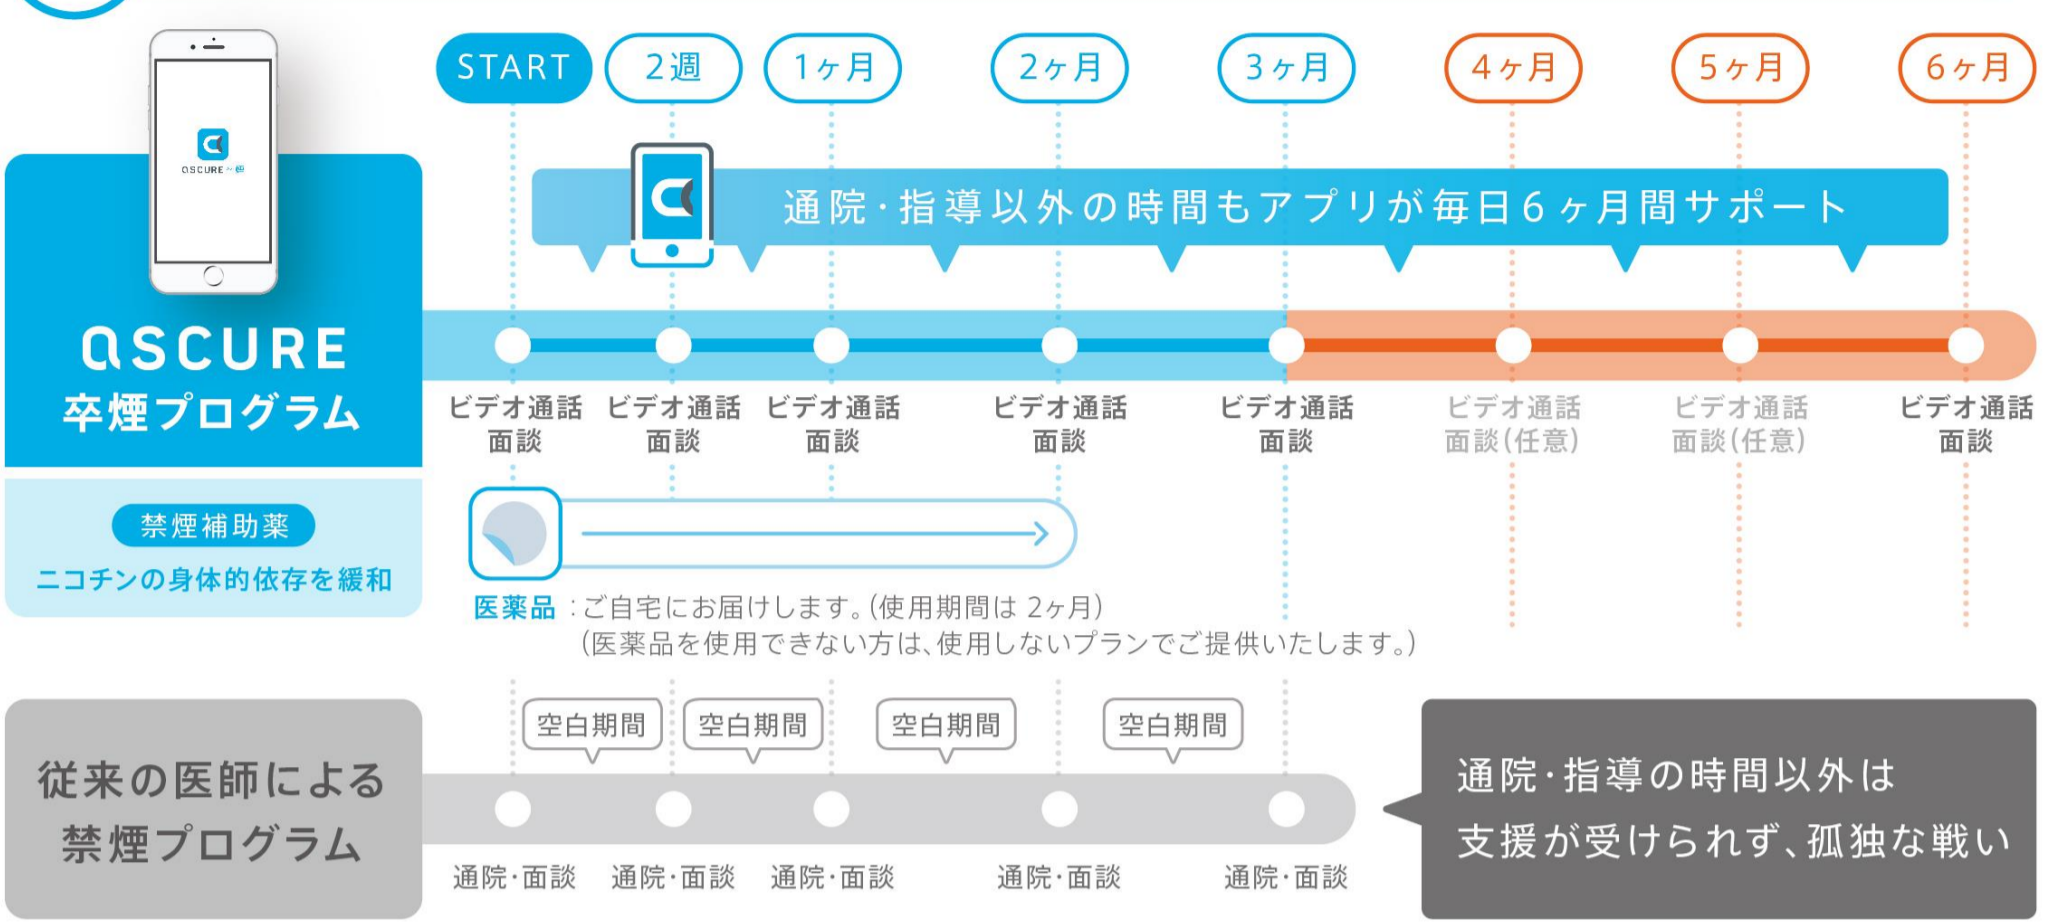 START 2週 1ヶ月 2ヶ月 3ヶ月 4ヶ月 5ヶ月 6ヶ月
ascure
通院・指導以外の時間もアプリが毎日6ヶ月間サポート
ascure
卒煙プログラム
ビデオ通話 ビデオ通話 ビデオ通話 ビデオ通話 ビデオ通話 ビデオ通話 ビデオ通話 ビデオ通話
面談 面談 面談 面談 面談 面談(任意) 面談(任意) 面談
禁煙補助薬
ニコチンの身体的依存を緩和
医薬品:ご自宅にお届けします。(使用期間は 2ヶ月)
(医薬品を使用できない方は、使用しないプランでご提供いたします。)
従来の医師による
禁煙プログラム
空白期間 空白期間 空白期間 空白期間
通院・面談 通院・面談 通院・面談 通院・面談 通院・面談
通院・指導の時間以外は
支援が受けられず、孤独な戦い